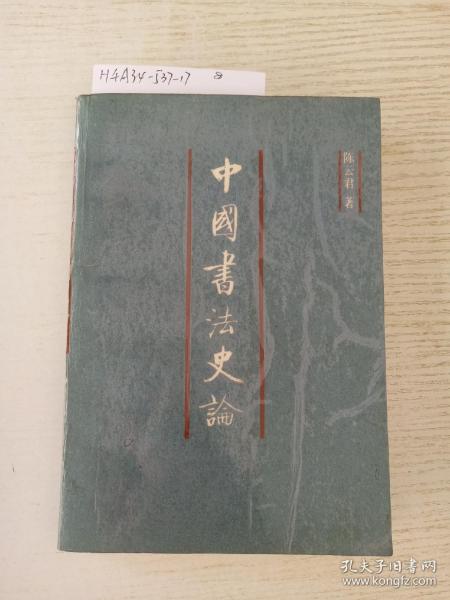 H4A34-537-17 8
中國書法史論
陈云君 著
孔夫子旧书网
www.kongfz.com